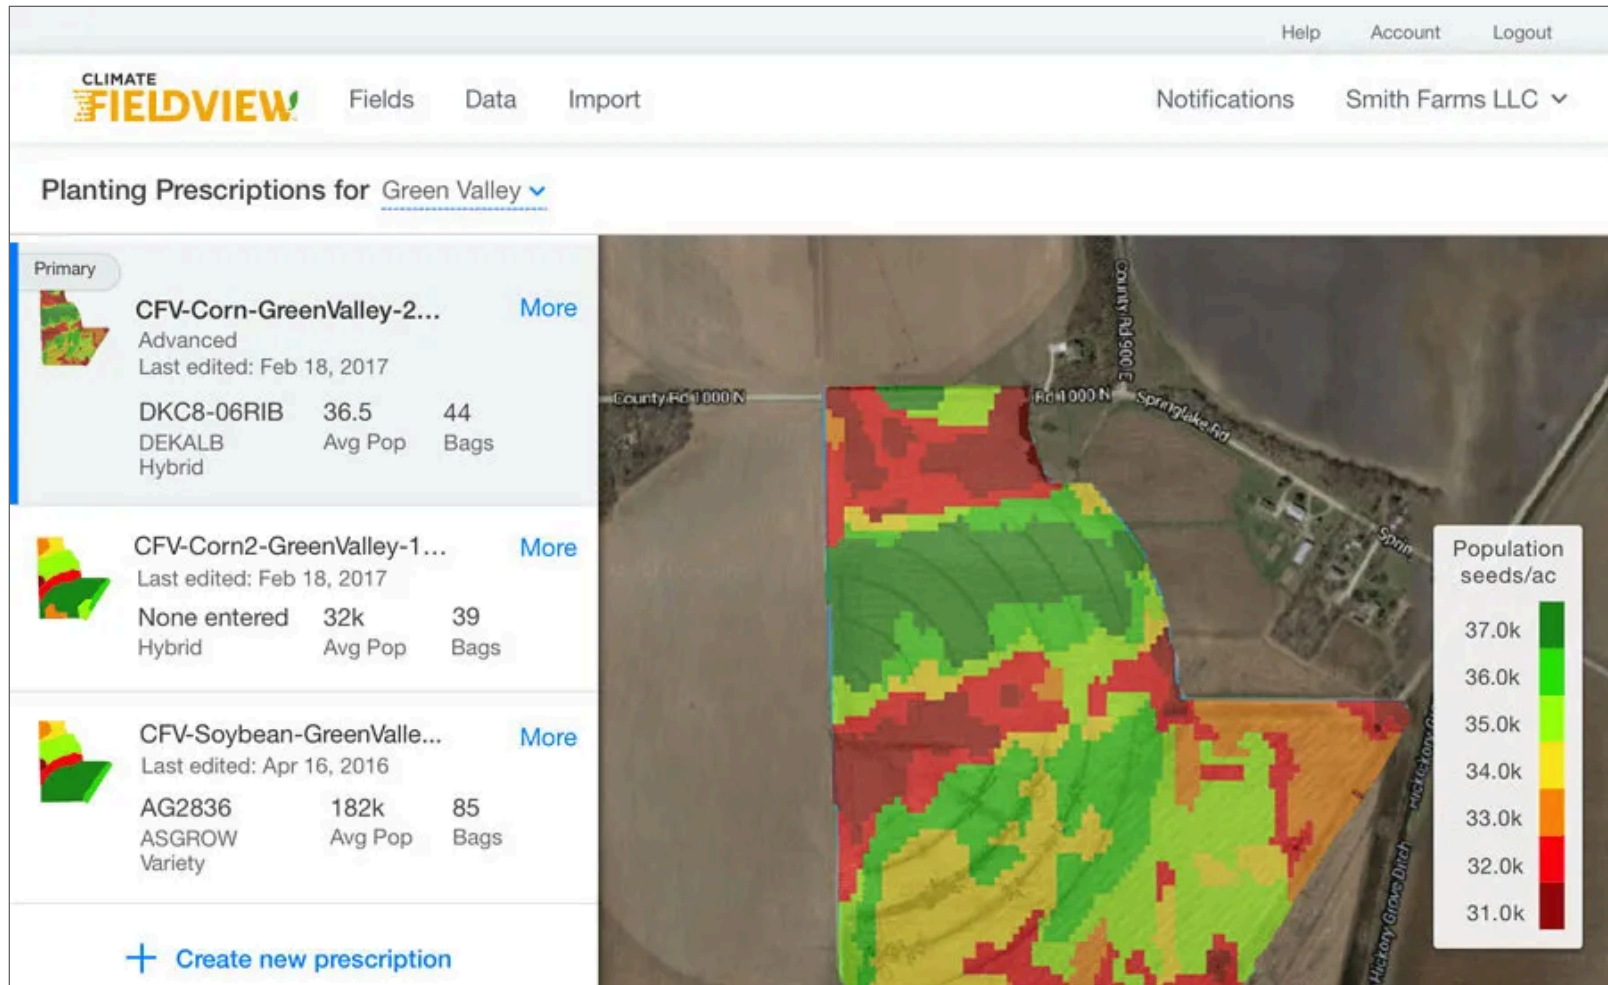 Help Account Logout
CLIMATE
FIELDVIEW
Fields Data Import
Notifications Smith Farms LLC
Planting Prescriptions for Green Valley
Primary
CFV-Corn-GreenValley-2... More
Advanced
Last edited: Feb 18, 2017
DKC8-06RIB 36.5 44
DEKALB Avg Pop Bags
Hybrid
CFV-Corn2-GreenValley-1... More
Last edited: Feb 18, 2017
None entered 32k 39
Hybrid Avg Pop Bags
CFV-Soybean-GreenValle... More
Last edited: Apr 16, 2016
AG2836 182k 85
ASGROW Avg Pop Bags
Variety
Create new prescription
County Rd 900 E
County Rd 1000 N
Rd 1000 N
Springlake Rd
Sprin
Population
seeds/ac
37.0k
36.0k
35.0k
34.0k
33.0k
32.0k
31.0k
Hickory Grove Ditch